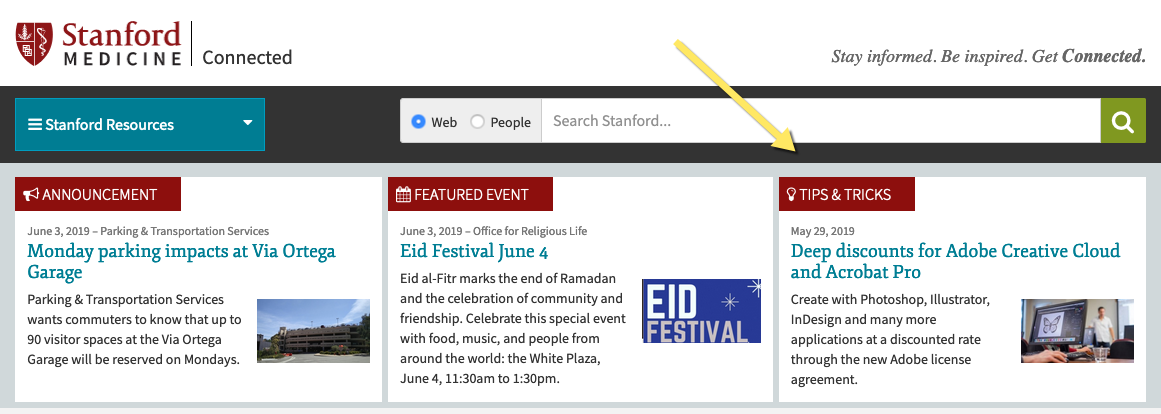 Stanford
MEDICINE
Connected
Stay informed. Be inspired. Get Connected.
Stanford Resources
Web
People
Search Stanford...
ANNOUNCEMENT
June 3, 2019 – Parking & Transportation Services
Monday parking impacts at Via Ortega
Garage
Parking & Transportation Services
wants commuters to know that up to
90 visitor spaces at the Via Ortega
Garage will be reserved on Mondays.
FEATURED EVENT
June 3, 2019 – Office for Religious Life
Eid Festival June 4
Eid al-Fitr marks the end of Ramadan
and the celebration of community and
friendship. Celebrate this special event
with food, music, and people from
around the world: the White Plaza,
June 4, 11:30am to 1:30pm.
EID
FESTIVAL
TIPS & TRICKS
May 29, 2019
Deep discounts for Adobe Creative Cloud
and Acrobat Pro
Create with Photoshop, Illustrator,
InDesign and many more
applications at a discounted rate
through the new Adobe license
agreement.